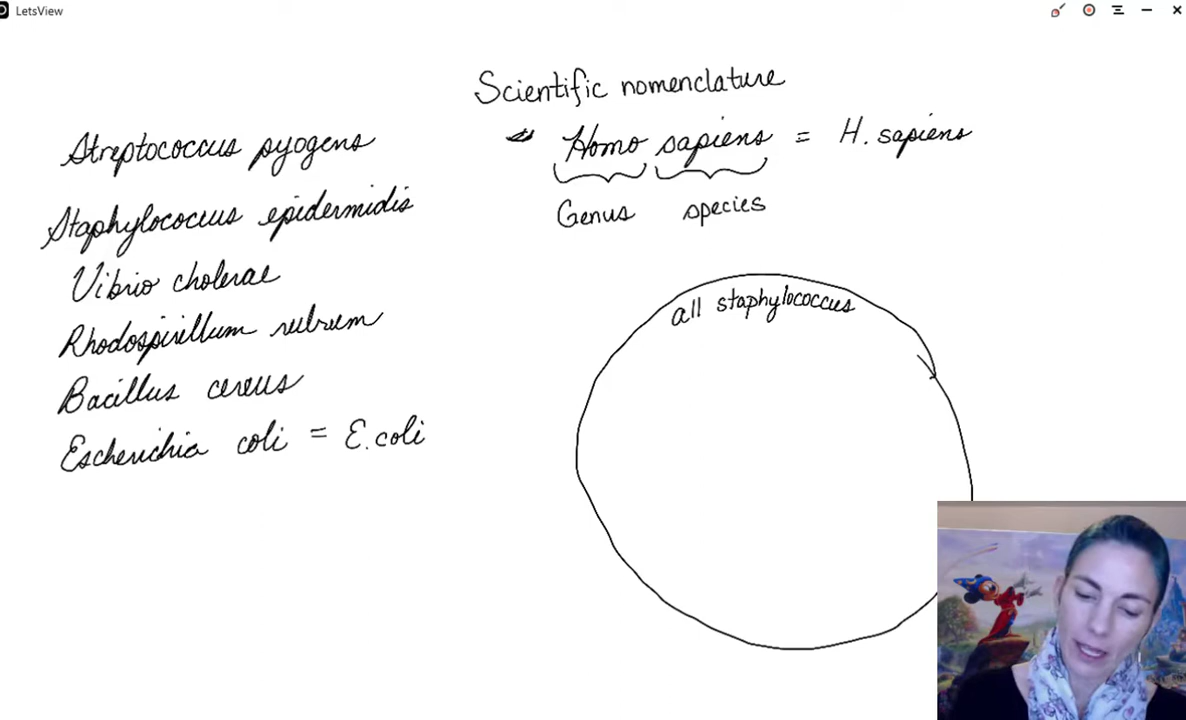 LetsView
Scientific nomenclature
Homo sapiens = H. sapiens
Genus species
Streptococcus pyogens
Staphylococcus epidermidis
Vibrio cholerae
Rhodospirillum rubrum
Bacillus cereus
Escherichia coli = E. coli
all staphylococcus